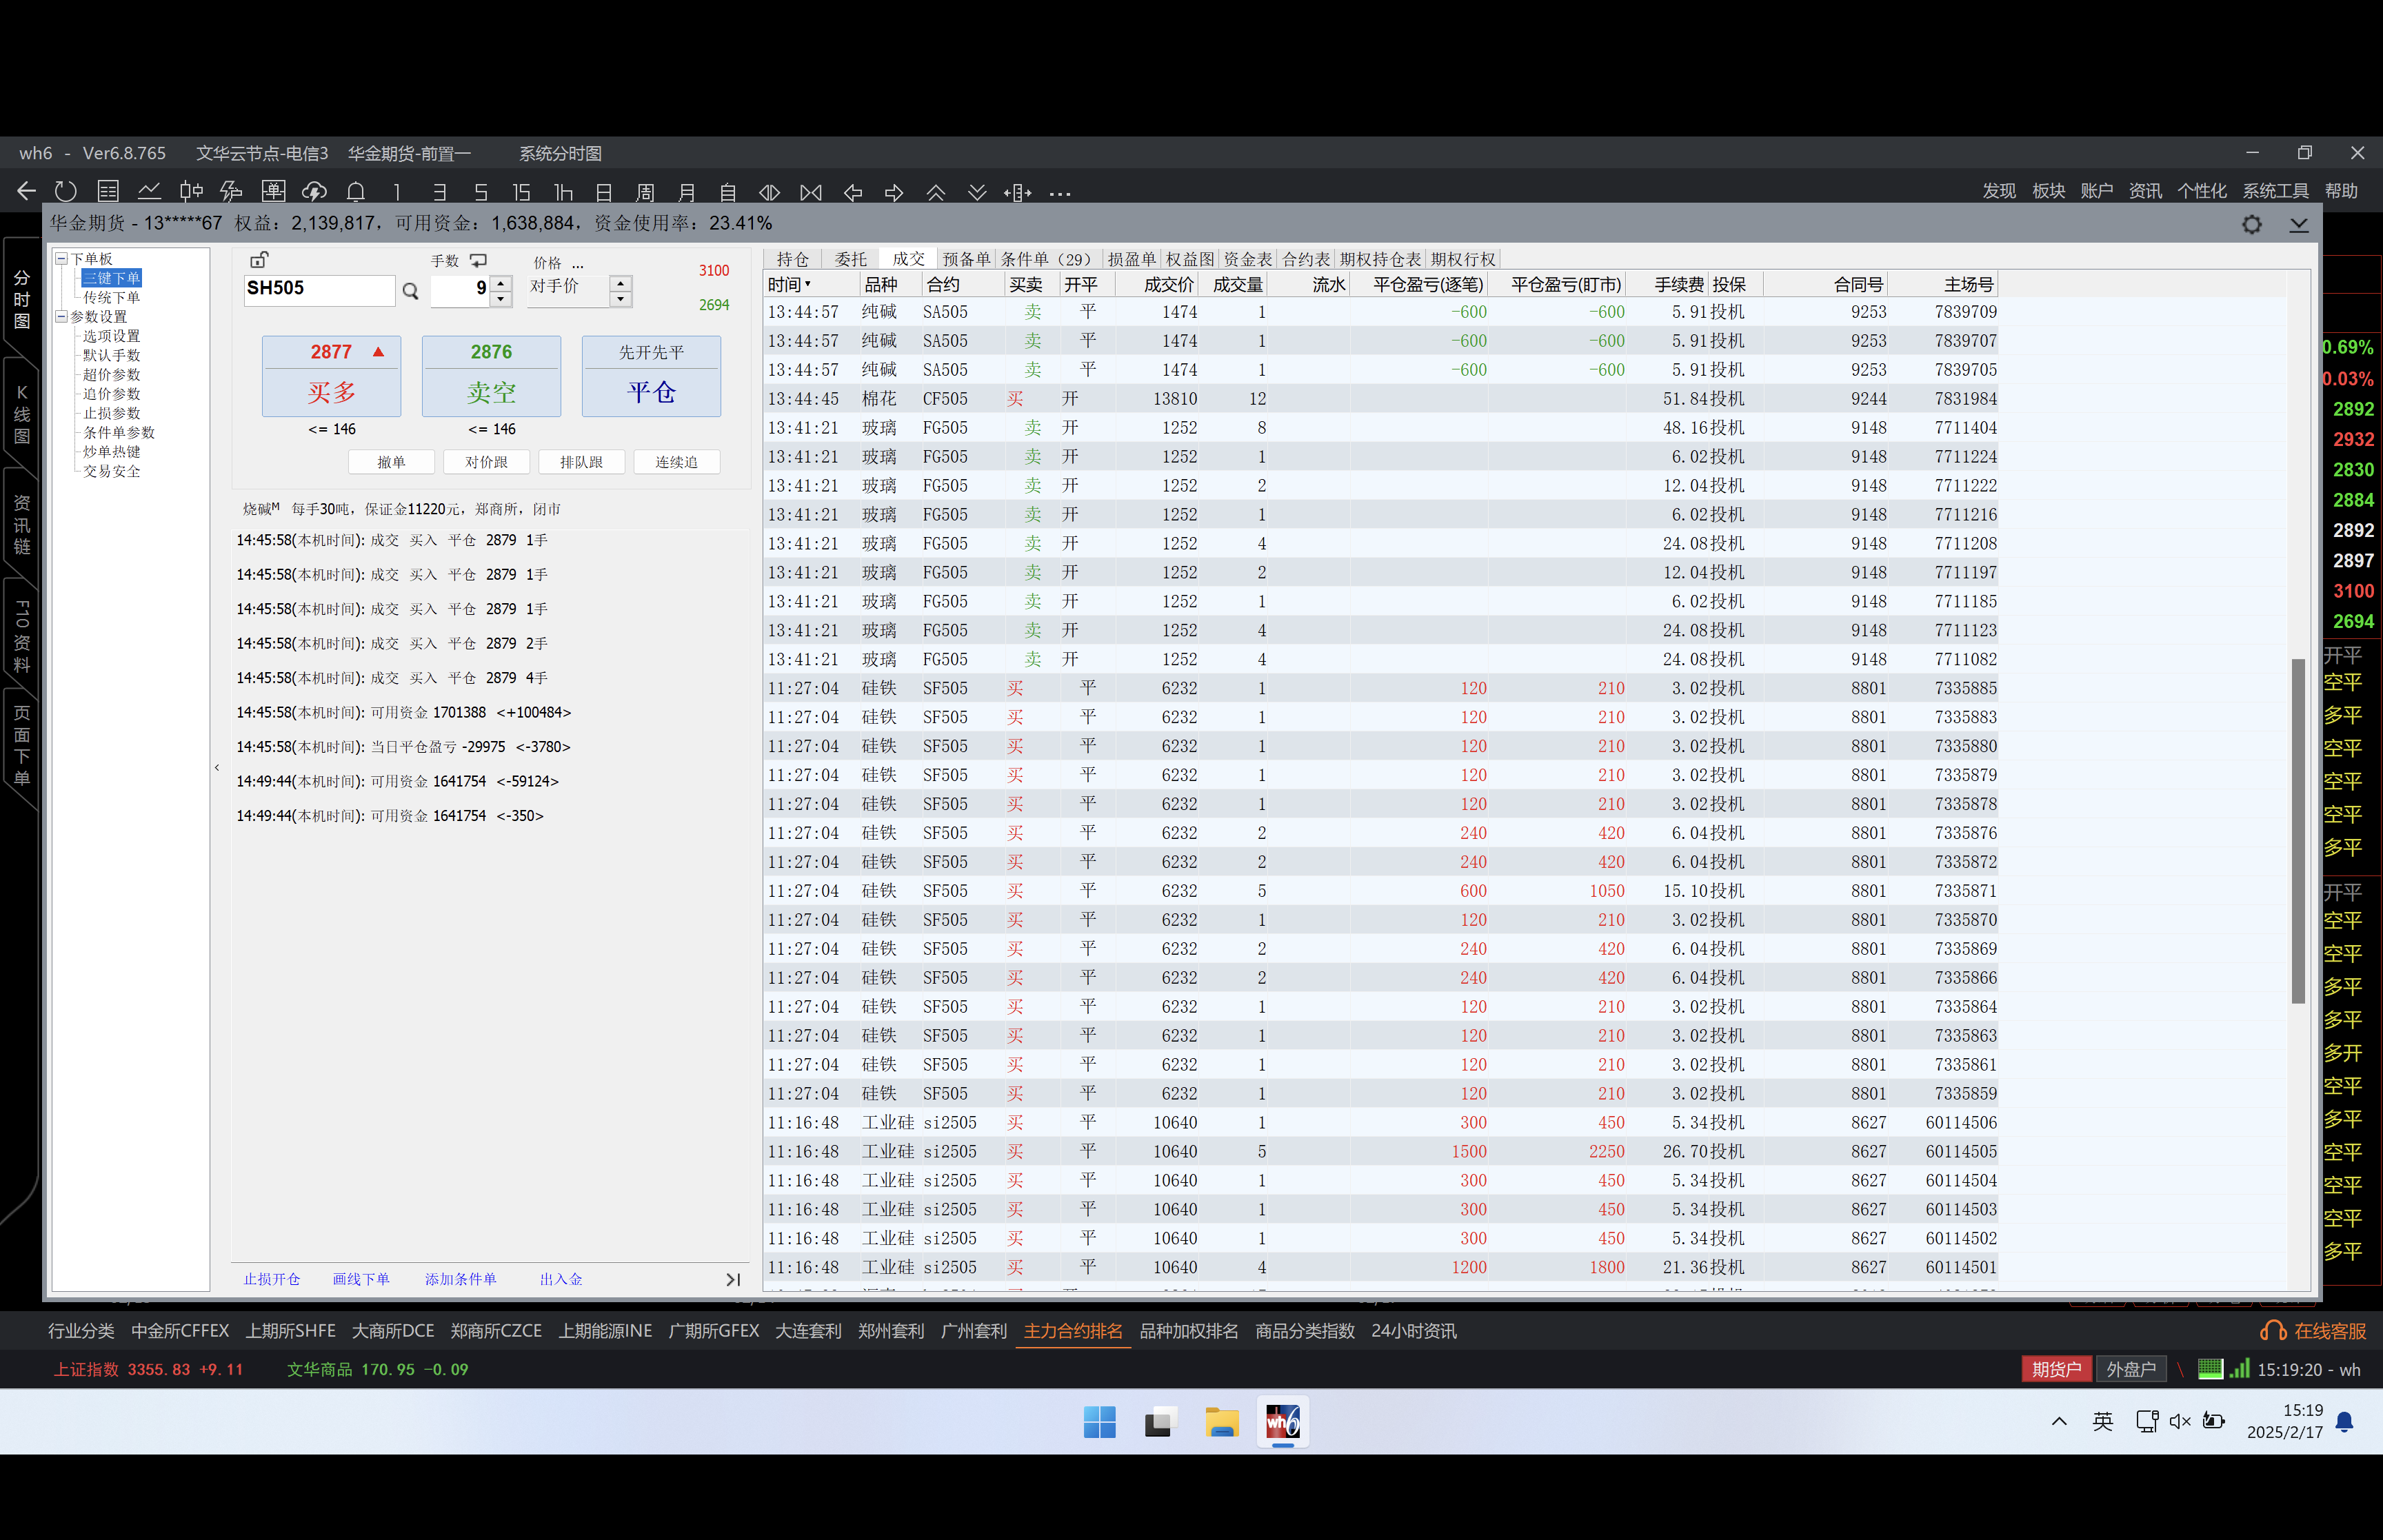 wh6 - Ver6.8.765 文华云节点-电信3 华金期货-前置一 系统分时图
1 3 5 15 1h 日 周 月 自 ... 发现 板块 账户 资讯 个性化 系统工具 帮助
华金期货 - 13*****67 权益：2,139,817，可用资金：1,638,884，资金使用率：23.41%
分时图
K线图
资讯链
F10资料
页面下单
下单板
三键下单
传统下单
参数设置
选项设置
默认手数
超价参数
追价参数
止损参数
条件单参数
炒单热键
交易安全
手数 价格 ...
SH505 9 对手价
3100
2694
2877 2876 先开先平
买多 卖空 平仓
<= 146 <= 146
撤单 对价跟 排队跟 连续追
烧碱M 每手30吨，保证金11220元，郑商所，闭市
14:45:58(本机时间): 成交 买入 平仓 2879 1手
14:45:58(本机时间): 成交 买入 平仓 2879 1手
14:45:58(本机时间): 成交 买入 平仓 2879 1手
14:45:58(本机时间): 成交 买入 平仓 2879 2手
14:45:58(本机时间): 成交 买入 平仓 2879 4手
14:45:58(本机时间): 可用资金 1701388 <+100484>
14:45:58(本机时间): 当日平仓盈亏 -29975 <-3780>
14:49:44(本机时间): 可用资金 1641754 <-59124>
14:49:44(本机时间): 可用资金 1641754 <-350>
止损开仓 画线下单 添加条件单 出入金
持仓 委托 成交 预备单 条件单（29） 损盈单 权益图 资金表 合约表 期权持仓表 期权行权
时间 品种 合约 买卖 开平 成交价 成交量 流水 平仓盈亏(逐笔) 平仓盈亏(盯市) 手续费 投保 合同号 主场号
13:44:57 纯碱 SA505 卖 平 1474 1 -600 -600 5.91 投机 9253 7839709
13:44:57 纯碱 SA505 卖 平 1474 1 -600 -600 5.91 投机 9253 7839707
13:44:57 纯碱 SA505 卖 平 1474 1 -600 -600 5.91 投机 9253 7839705
13:44:45 棉花 CF505 买 开 13810 12 51.84 投机 9244 7831984
13:41:21 玻璃 FG505 卖 开 1252 8 48.16 投机 9148 7711404
13:41:21 玻璃 FG505 卖 开 1252 1 6.02 投机 9148 7711224
13:41:21 玻璃 FG505 卖 开 1252 2 12.04 投机 9148 7711222
13:41:21 玻璃 FG505 卖 开 1252 1 6.02 投机 9148 7711216
13:41:21 玻璃 FG505 卖 开 1252 4 24.08 投机 9148 7711208
13:41:21 玻璃 FG505 卖 开 1252 2 12.04 投机 9148 7711197
13:41:21 玻璃 FG505 卖 开 1252 1 6.02 投机 9148 7711185
13:41:21 玻璃 FG505 卖 开 1252 4 24.08 投机 9148 7711123
13:41:21 玻璃 FG505 卖 开 1252 4 24.08 投机 9148 7711082
11:27:04 硅铁 SF505 买 平 6232 1 120 210 3.02 投机 8801 7335885
11:27:04 硅铁 SF505 买 平 6232 1 120 210 3.02 投机 8801 7335883
11:27:04 硅铁 SF505 买 平 6232 1 120 210 3.02 投机 8801 7335880
11:27:04 硅铁 SF505 买 平 6232 1 120 210 3.02 投机 8801 7335879
11:27:04 硅铁 SF505 买 平 6232 1 120 210 3.02 投机 8801 7335878
11:27:04 硅铁 SF505 买 平 6232 2 240 420 6.04 投机 8801 7335876
11:27:04 硅铁 SF505 买 平 6232 2 240 420 6.04 投机 8801 7335872
11:27:04 硅铁 SF505 买 平 6232 5 600 1050 15.10 投机 8801 7335871
11:27:04 硅铁 SF505 买 平 6232 1 120 210 3.02 投机 8801 7335870
11:27:04 硅铁 SF505 买 平 6232 2 240 420 6.04 投机 8801 7335869
11:27:04 硅铁 SF505 买 平 6232 2 240 420 6.04 投机 8801 7335866
11:27:04 硅铁 SF505 买 平 6232 1 120 210 3.02 投机 8801 7335864
11:27:04 硅铁 SF505 买 平 6232 1 120 210 3.02 投机 8801 7335863
11:27:04 硅铁 SF505 买 平 6232 1 120 210 3.02 投机 8801 7335861
11:27:04 硅铁 SF505 买 平 6232 1 120 210 3.02 投机 8801 7335859
11:16:48 工业硅 si2505 买 平 10640 1 300 450 5.34 投机 8627 60114506
11:16:48 工业硅 si2505 买 平 10640 5 1500 2250 26.70 投机 8627 60114505
11:16:48 工业硅 si2505 买 平 10640 1 300 450 5.34 投机 8627 60114504
11:16:48 工业硅 si2505 买 平 10640 1 300 450 5.34 投机 8627 60114503
11:16:48 工业硅 si2505 买 平 10640 1 300 450 5.34 投机 8627 60114502
11:16:48 工业硅 si2505 买 平 10640 4 1200 1800 21.36 投机 8627 60114501
0.69%
0.03%
2892
2932
2830
2884
2892
2897
3100
2694
开平
空平
多平
空平
空平
空平
多平
开平
空平
空平
多平
多平
多开
空平
多平
空平
空平
空平
多平
行业分类 中金所CFFEX 上期所SHFE 大商所DCE 郑商所CZCE 上期能源INE 广期所GFEX 大连套利 郑州套利 广州套利 主力合约排名 品种加权排名 商品分类指数 24小时资讯 在线客服
上证指数 3355.83 +9.11 文华商品 170.95 -0.09 期货户 外盘户 15:19:20 - wh
wh6 英 15:19
2025/2/17